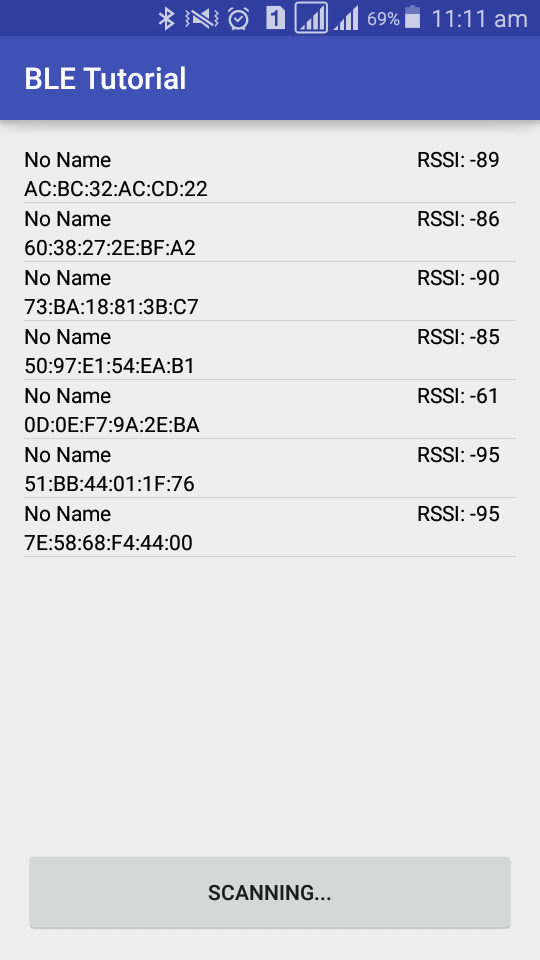 1 69% 11:11 am
BLE Tutorial
No Name RSSI: -89
AC:BC:32:AC:CD:22
No Name RSSI: -86
60:38:27:2E:BF:A2
No Name RSSI: -90
73:BA:18:81:3B:C7
No Name RSSI: -85
50:97:E1:54:EA:B1
No Name RSSI: -61
0D:0E:F7:9A:2E:BA
No Name RSSI: -95
51:BB:44:01:1F:76
No Name RSSI: -95
7E:58:68:F4:44:00
SCANNING...